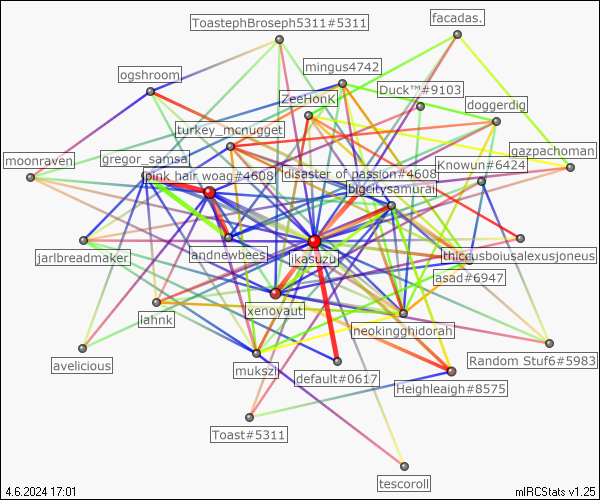 ToastephBroseph5311#5311
facadas.
mingus4742
ogshroom
Duck™#9103
ZeeHonK
doggerdig
turkey_mcnugget
gazpachoman
moonraven
gregor_samsa
Knowun#6424
pink hair woag#4608
disaster of passion#4608
bigcitysamurai
jarlbreadmaker
andnewbees
ikasuzu
thiccusboiusalexusjoneus
asad#6947
xenovaut
lahnk
neokingghidorah
avelicious
mukszi
default#0617
Random Stuf6#5983
Heighleaigh#8575
Toast#5311
tescoroll
4.6.2024 17:01
mIRCStats v1.25